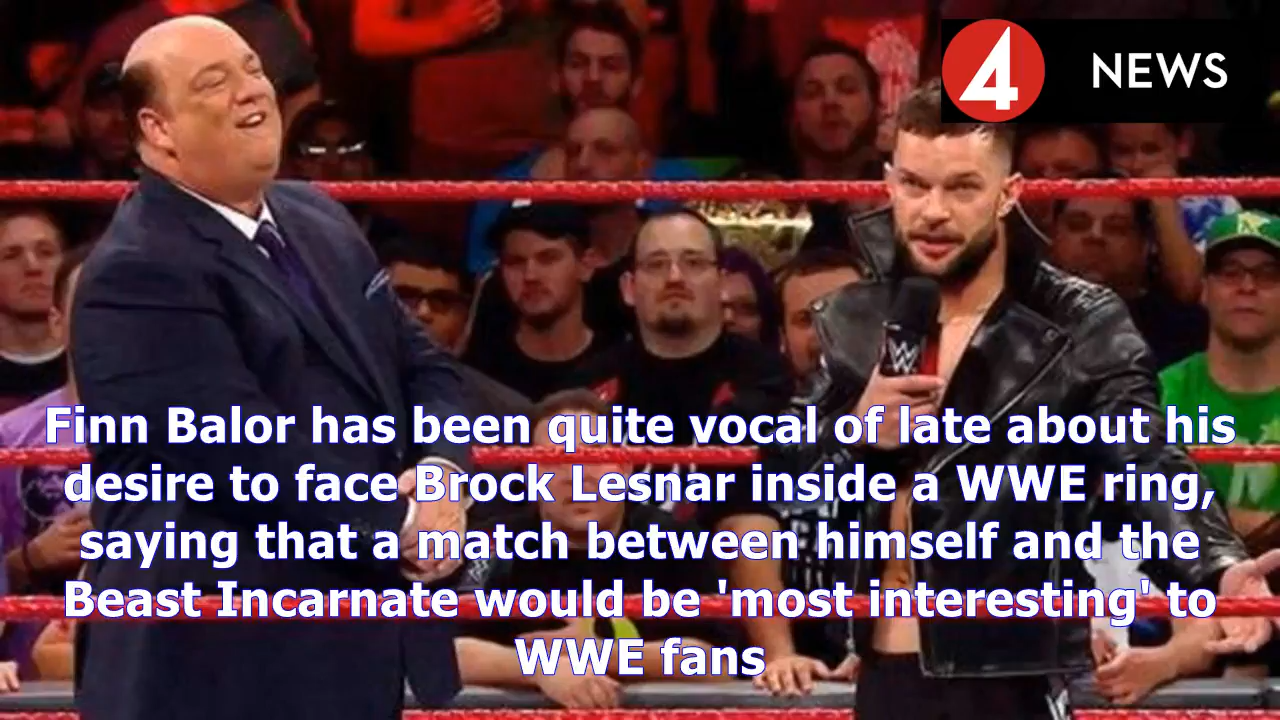 4 NEWS
W
Finn Balor has been quite vocal of late about his
desire to face Brock Lesnar inside a WWE ring,
saying that a match between himself and the
Beast Incarnate would be 'most interesting' to
WWE fans